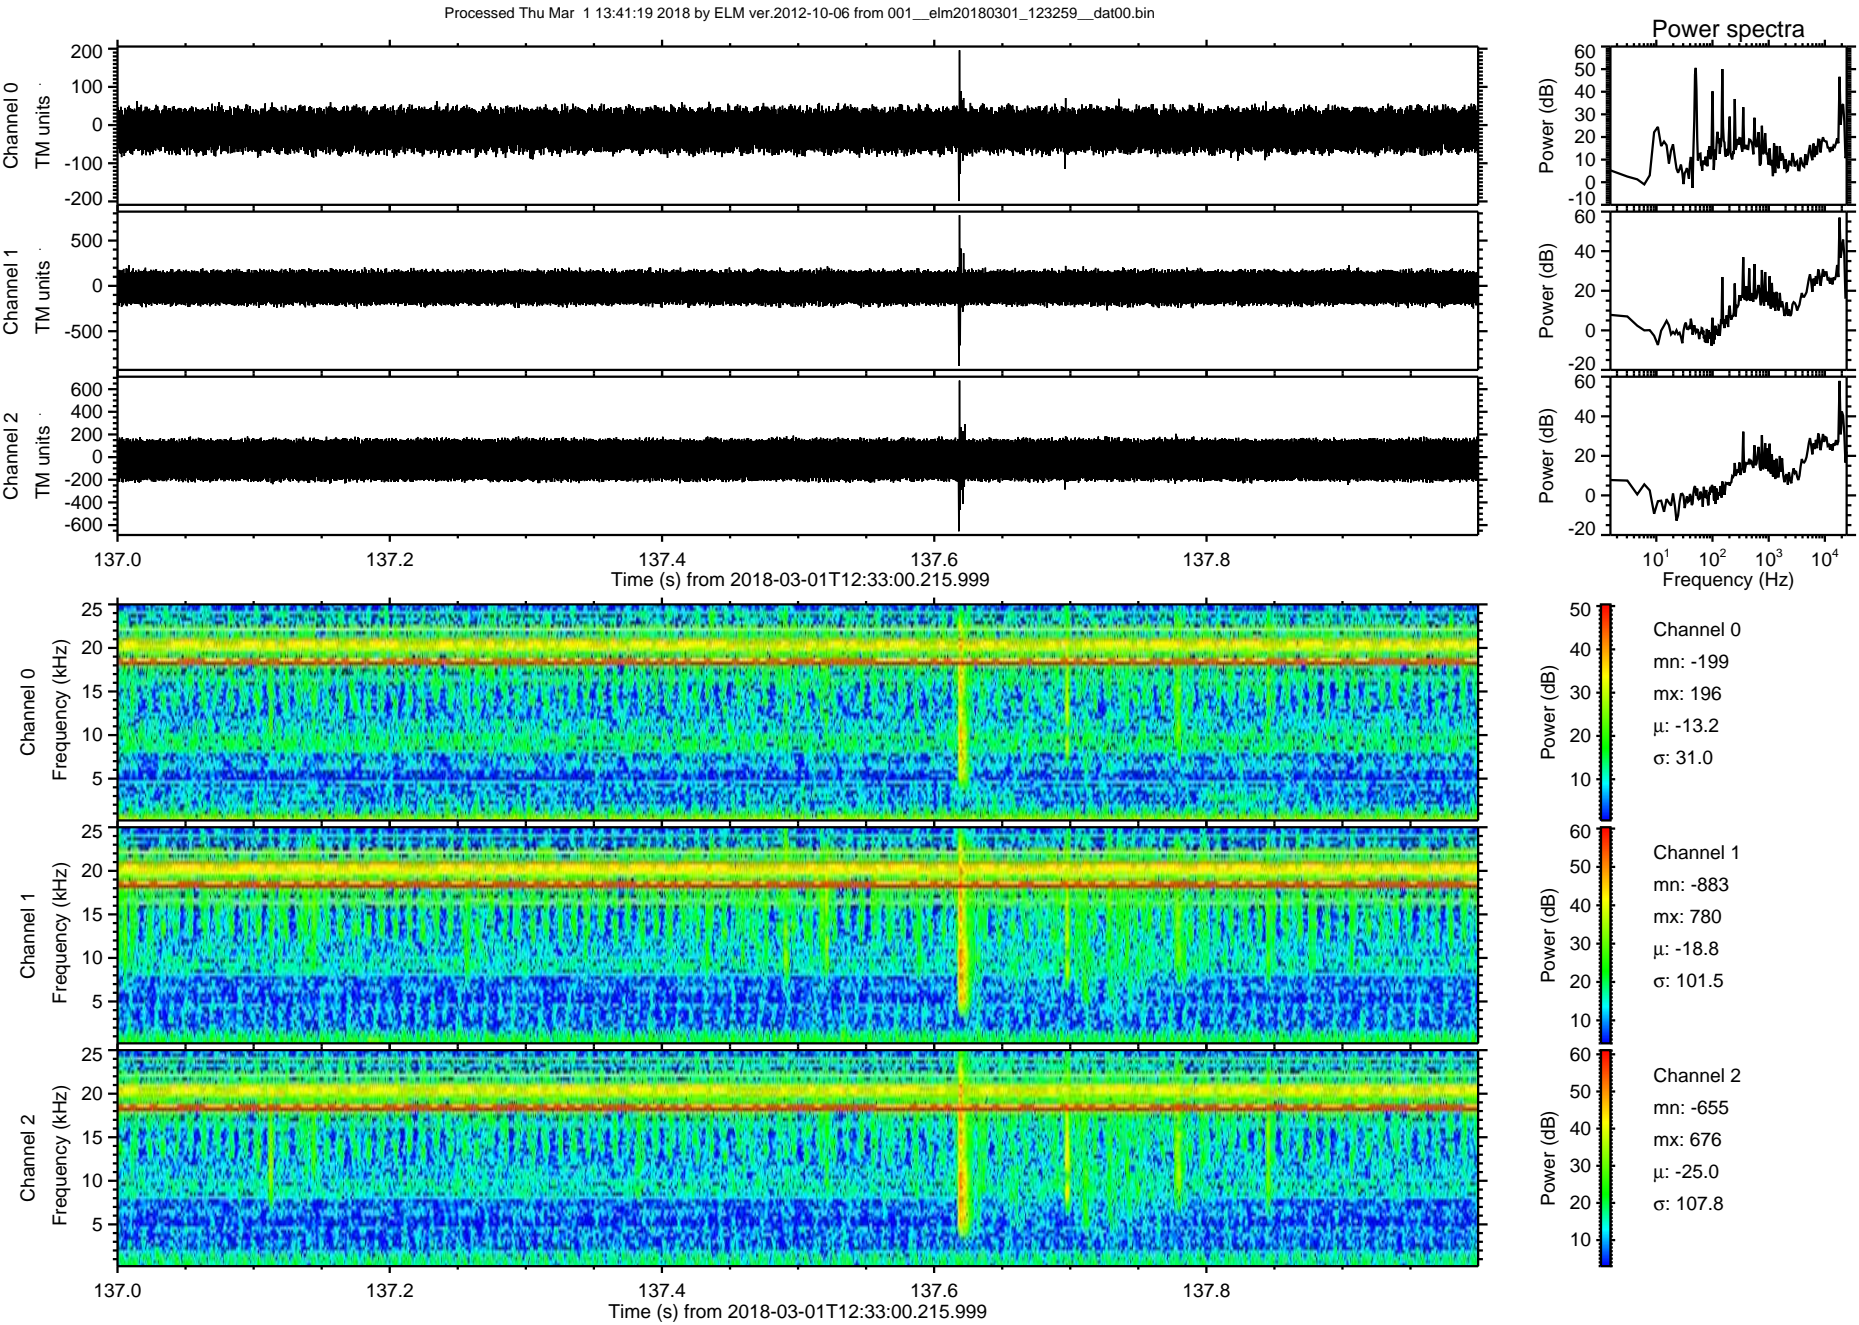 Processed Thu Mar  1 13:41:19 2018 by ELM ver.2012-10-06 from 001__elm20180301_123259__dat00.bin
Power spectra
Channel 0
TM units
200
100
0
-100
-200
Power (dB)
60
50
40
30
20
10
0
-10
Channel 1
TM units
500
0
-500
Power (dB)
60
40
20
0
-20
Channel 2
TM units
600
400
200
0
-200
-400
-600
Power (dB)
60
40
20
0
-20
137.0 137.2 137.4 137.6 137.8
Time (s) from 2018-03-01T12:33:00.215.999
10¹ 10² 10³ 10⁴
Frequency (Hz)
Channel 0
Frequency (kHz)
25
20
15
10
5
Power (dB)
50
40
30
20
10
Channel 0
mn: -199
mx: 196
μ: -13.2
σ: 31.0
Channel 1
Frequency (kHz)
25
20
15
10
5
Power (dB)
60
50
40
30
20
10
Channel 1
mn: -883
mx: 780
μ: -18.8
σ: 101.5
Channel 2
Frequency (kHz)
25
20
15
10
5
Power (dB)
60
50
40
30
20
10
Channel 2
mn: -655
mx: 676
μ: -25.0
σ: 107.8
137.0 137.2 137.4 137.6 137.8
Time (s) from 2018-03-01T12:33:00.215.999